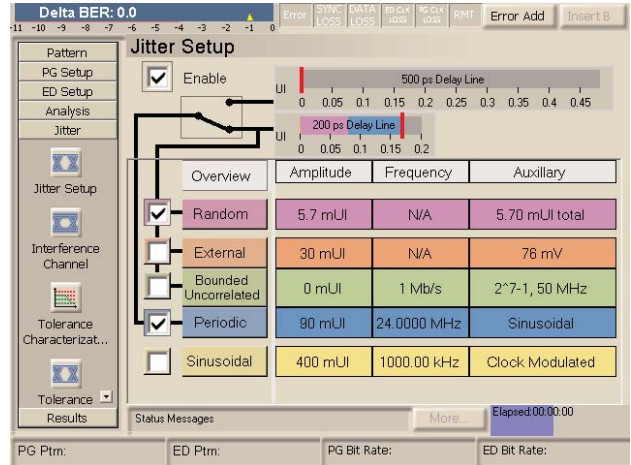 Delta BER: 0.0
-11 -10 -9 -8 -7 -6 -5 -4 -3 -2 -1 0
Error
SYNC LOSS
DATA LOSS
ED CLK LOSS
PG CLK LOSS
RMT
Error Add
Insert B
Pattern
PG Setup
ED Setup
Analysis
Jitter
Jitter Setup
Interference
Channel
Tolerance
Characterizat...
Tolerance
Results
Jitter Setup
Enable
UI
500 ps Delay Line
0 0.05 0.1 0.15 0.2 0.25 0.3 0.35 0.4 0.45
UI
200 ps Delay Line
0 0.05 0.1 0.15 0.2
Overview Amplitude Frequency Auxillary
Random 5.7 mUI N/A 5.70 mUI total
External 30 mUI N/A 76 mV
Bounded
Uncorrelated 0 mUI 1 Mb/s 2^7-1, 50 MHz
Periodic 90 mUI 24.0000 MHz Sinusoidal
Sinusoidal 400 mUI 1000.00 kHz Clock Modulated
Status Messages
More...
Elapsed:00:00:00
PG Ptrn:
ED Ptrn:
PG Bit Rate:
ED Bit Rate: